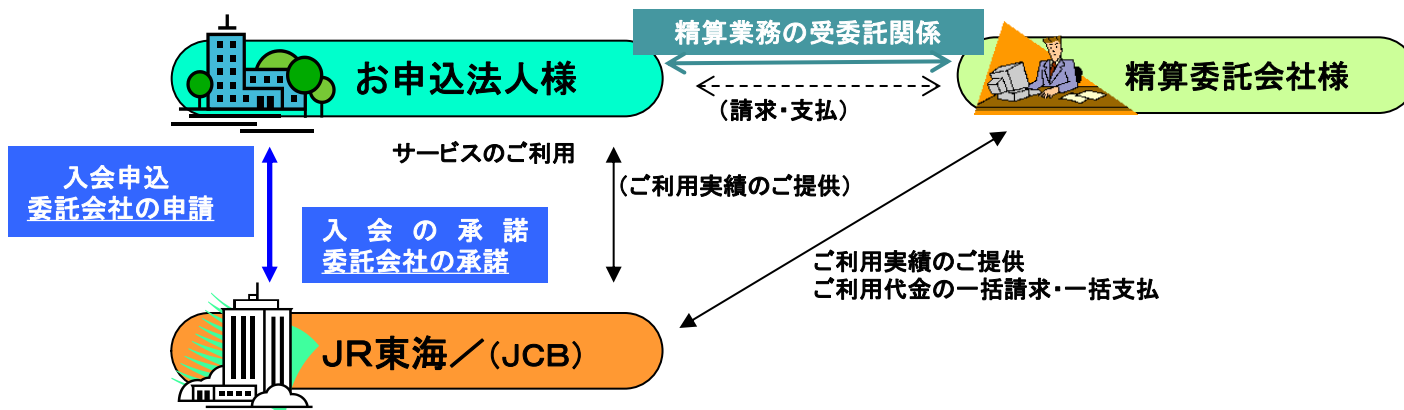 精算業務の受委託関係
お申込法人様
精算委託会社様
(請求・支払)
サービスのご利用
(ご利用実績のご提供)
入会申込
委託会社の申請
入会の承諾
委託会社の承諾
ご利用実績のご提供
ご利用代金の一括請求・一括支払
JR東海/(JCB)